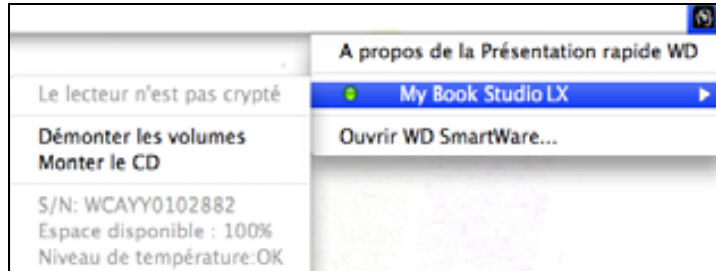 A propos de la Présentation rapide WD
My Book Studio LX
Ouvrir WD SmartWare...
Le lecteur n'est pas crypté
Démonter les volumes
Monter le CD
S/N: WCAYY0102882
Espace disponible : 100%
Niveau de température:OK